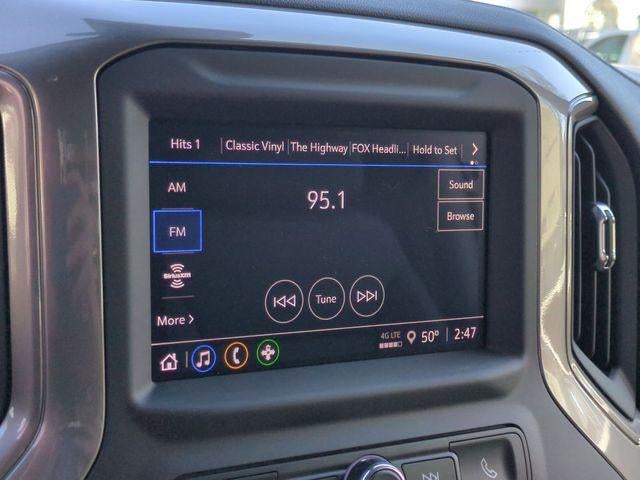 Hits 1 Classic Vinyl The Highway FOX Headli... Hold to Set
AM
95.1
Sound
FM
Browse
SiriusXM
Tune
More >
4G LTE 50° 2:47